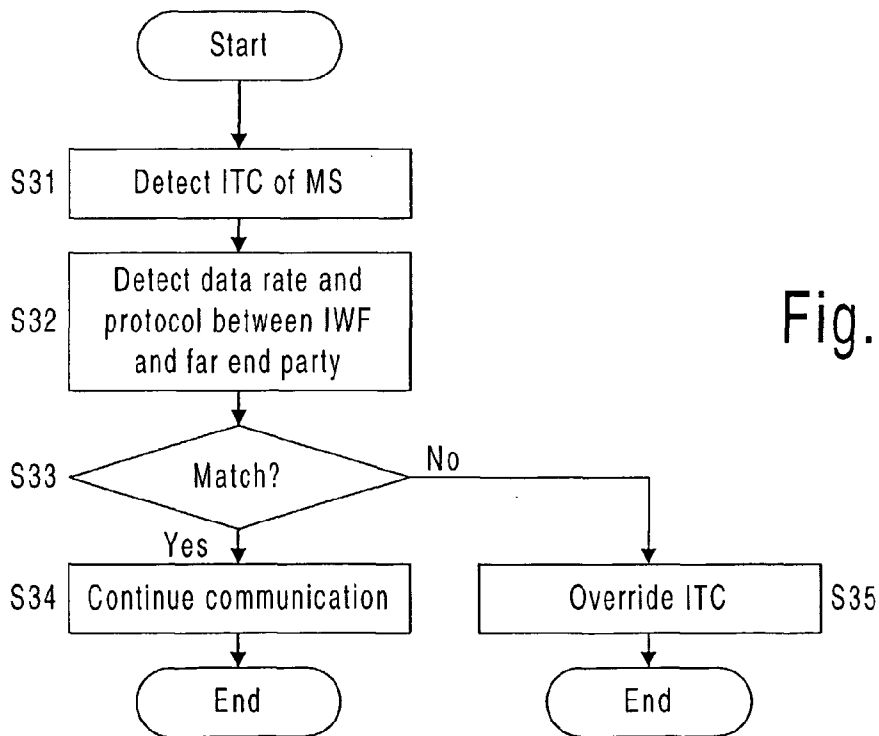 Start
S31
Detect ITC of MS
S32
Detect data rate and
protocol between IWF
and far end party
Fig.
S33
Match?
No
Yes
S34
Continue communication
Override ITC
S35
End
End